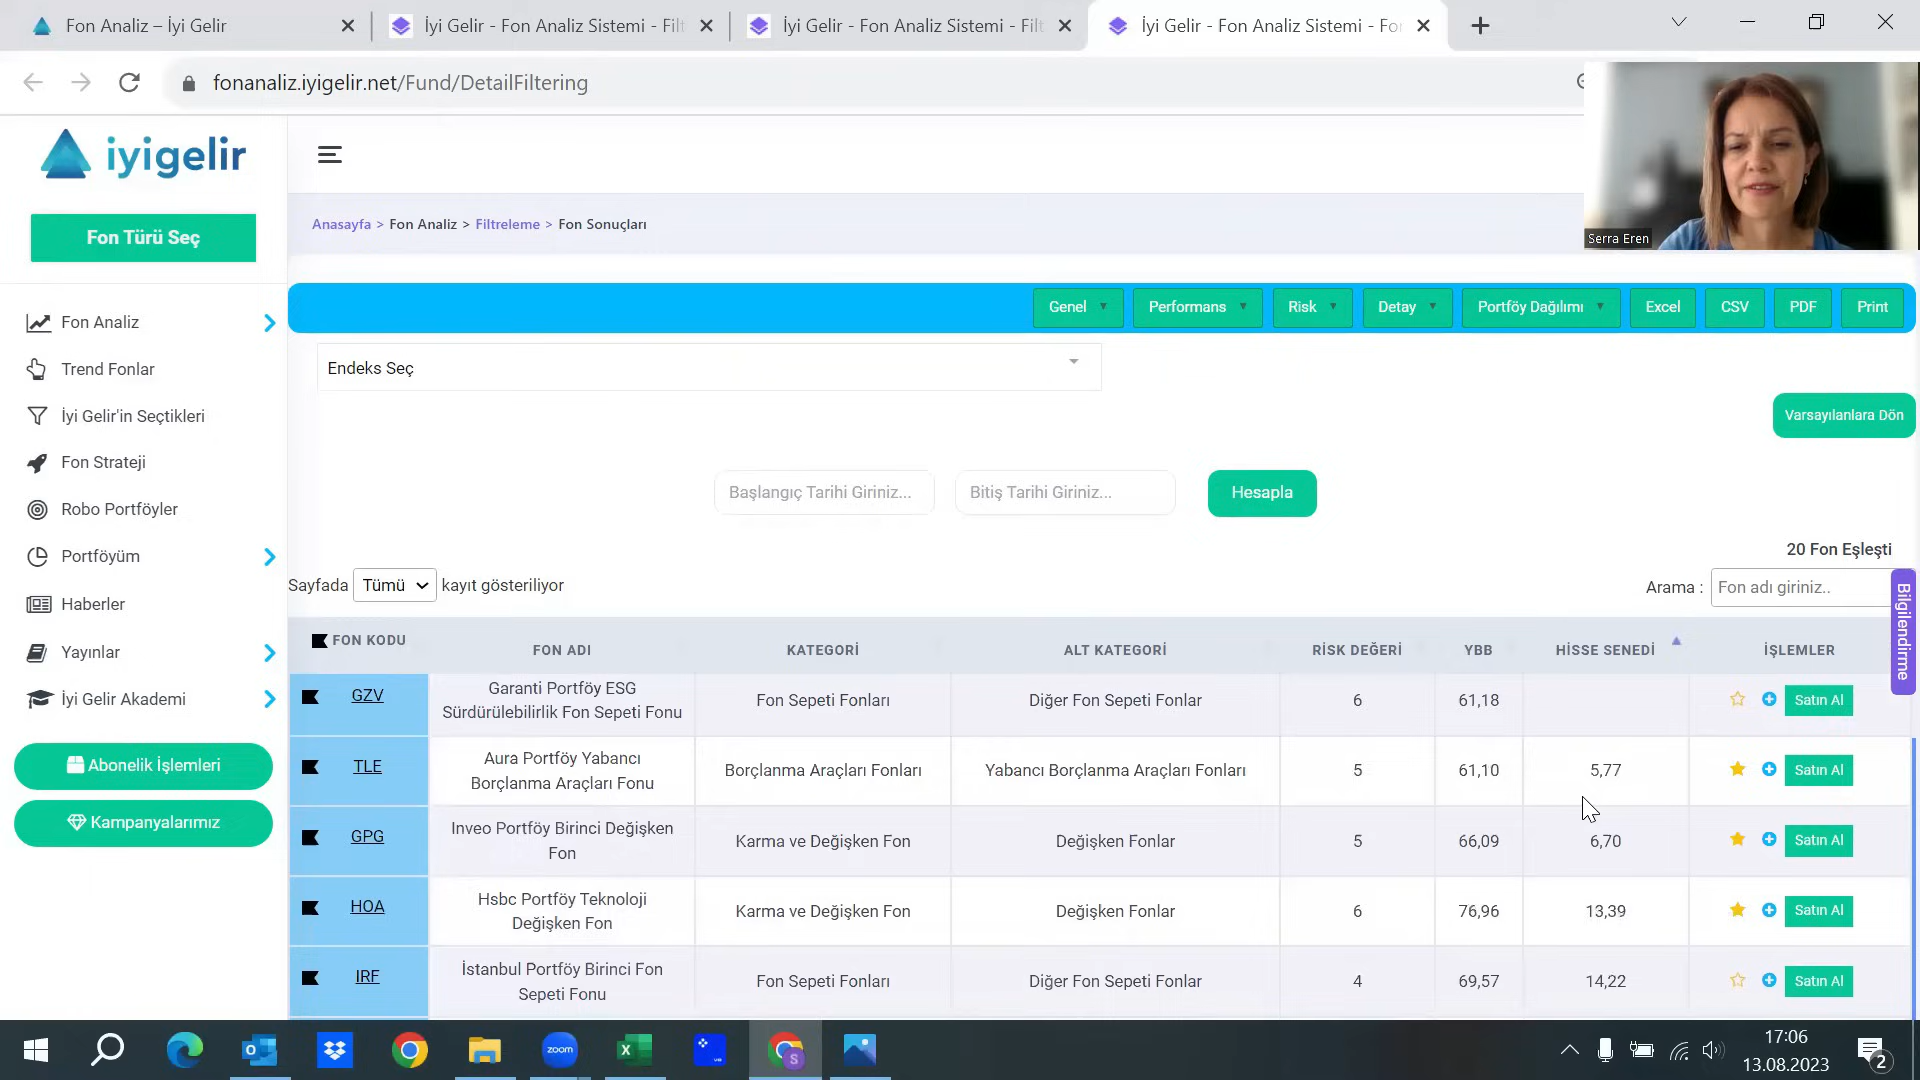 Fon Analiz – İyi Gelir
İyi Gelir - Fon Analiz Sistemi - Filt
İyi Gelir - Fon Analiz Sistemi - Filt
İyi Gelir - Fon Analiz Sistemi - For
fonanaliz.iyigelir.net/Fund/DetailFiltering
Serra Eren
iyigelir
Fon Türü Seç
Fon Analiz
Trend Fonlar
İyi Gelir'in Seçtikleri
Fon Strateji
Robo Portföyler
Portföyüm
Haberler
Yayınlar
İyi Gelir Akademi
Abonelik İşlemleri
Kampanyalarımız
Anasayfa > Fon Analiz > Filtreleme > Fon Sonuçları
Genel Performans Risk Detay Portföy Dağılımı Excel CSV PDF Print
Endeks Seç
Varsayılanlara Dön
Başlangıç Tarihi Giriniz... Bitiş Tarihi Giriniz... Hesapla
20 Fon Eşleşti
Sayfada Tümü kayıt gösteriliyor
Arama : Fon adı giriniz..
Bilgilendirme
FON KODU FON ADI KATEGORİ ALT KATEGORİ RİSK DEĞERİ YBB HİSSE SENEDİ İŞLEMLER
GZV Garanti Portföy ESG Sürdürülebilirlik Fon Sepeti Fonu Fon Sepeti Fonları Diğer Fon Sepeti Fonlar 6 61,18 Satın Al
TLE Aura Portföy Yabancı Borçlanma Araçları Fonu Borçlanma Araçları Fonları Yabancı Borçlanma Araçları Fonları 5 61,10 5,77 Satın Al
GPG Inveo Portföy Birinci Değişken Fon Karma ve Değişken Fon Değişken Fonlar 5 66,09 6,70 Satın Al
HOA Hsbc Portföy Teknoloji Değişken Fon Karma ve Değişken Fon Değişken Fonlar 6 76,96 13,39 Satın Al
IRF İstanbul Portföy Birinci Fon Sepeti Fonu Fon Sepeti Fonları Diğer Fon Sepeti Fonlar 4 69,57 14,22 Satın Al
zoom
S
17:06
13.08.2023
2